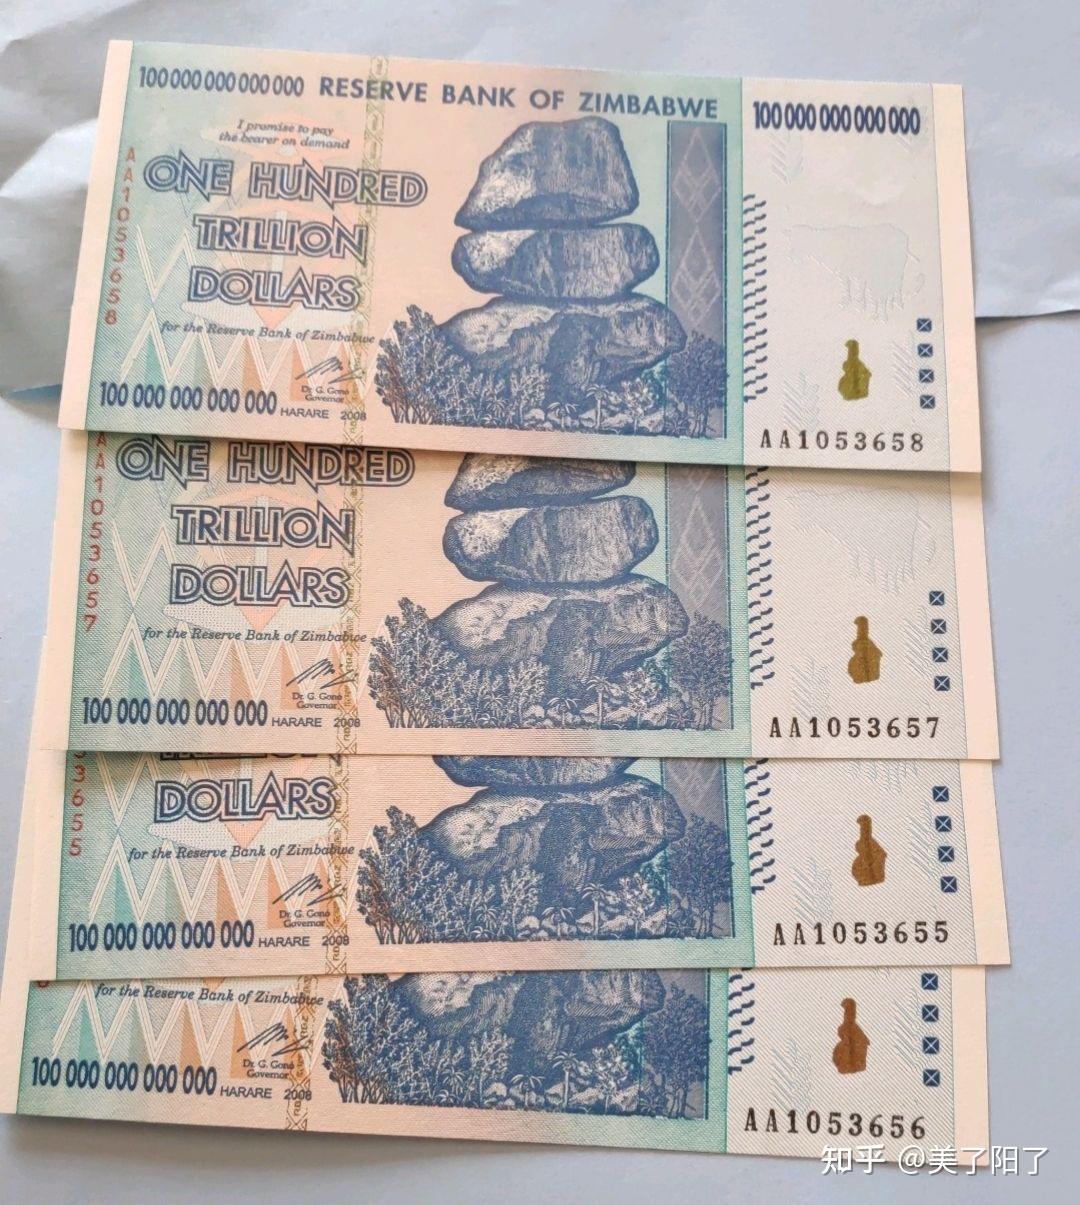 100 000 000 000 000 RESERVE BANK OF ZIMBABWE
100 000 000 000 000
I promise to pay
the bearer on demand
ONE HUNDRED
TRILLION
DOLLARS
for the Reserve Bank of Zimbabwe
Dr. G. Gono
Governor
100 000 000 000 000 HARARE 2008
AA1053658
AA1053658
ONE HUNDRED
TRILLION
DOLLARS
for the Reserve Bank of Zimbabwe
Dr. G. Gono
Governor
100 000 000 000 000 HARARE 2008
AA1053657
AA1053657
DOLLARS
3655
for the Reserve Bank of Zimbabwe
Dr. G. Gono
Governor
100 000 000 000 000 HARARE 2008
AA1053655
for the Reserve Bank of Zimbabwe
Dr. G. Gono
Governor
100 000 000 000 000 HARARE 2008
AA1053656
知乎 @美了阳了